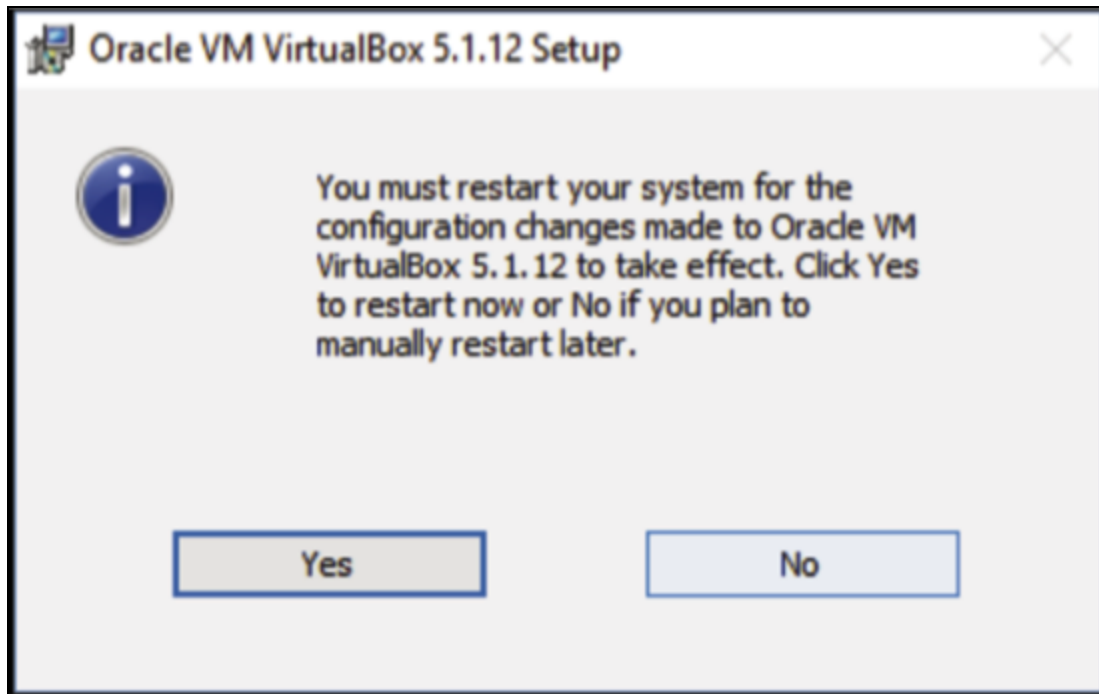 Oracle VM VirtualBox 5.1.12 Setup
You must restart your system for the
configuration changes made to Oracle VM
VirtualBox 5.1.12 to take effect. Click Yes
to restart now or No if you plan to
manually restart later.
Yes
No